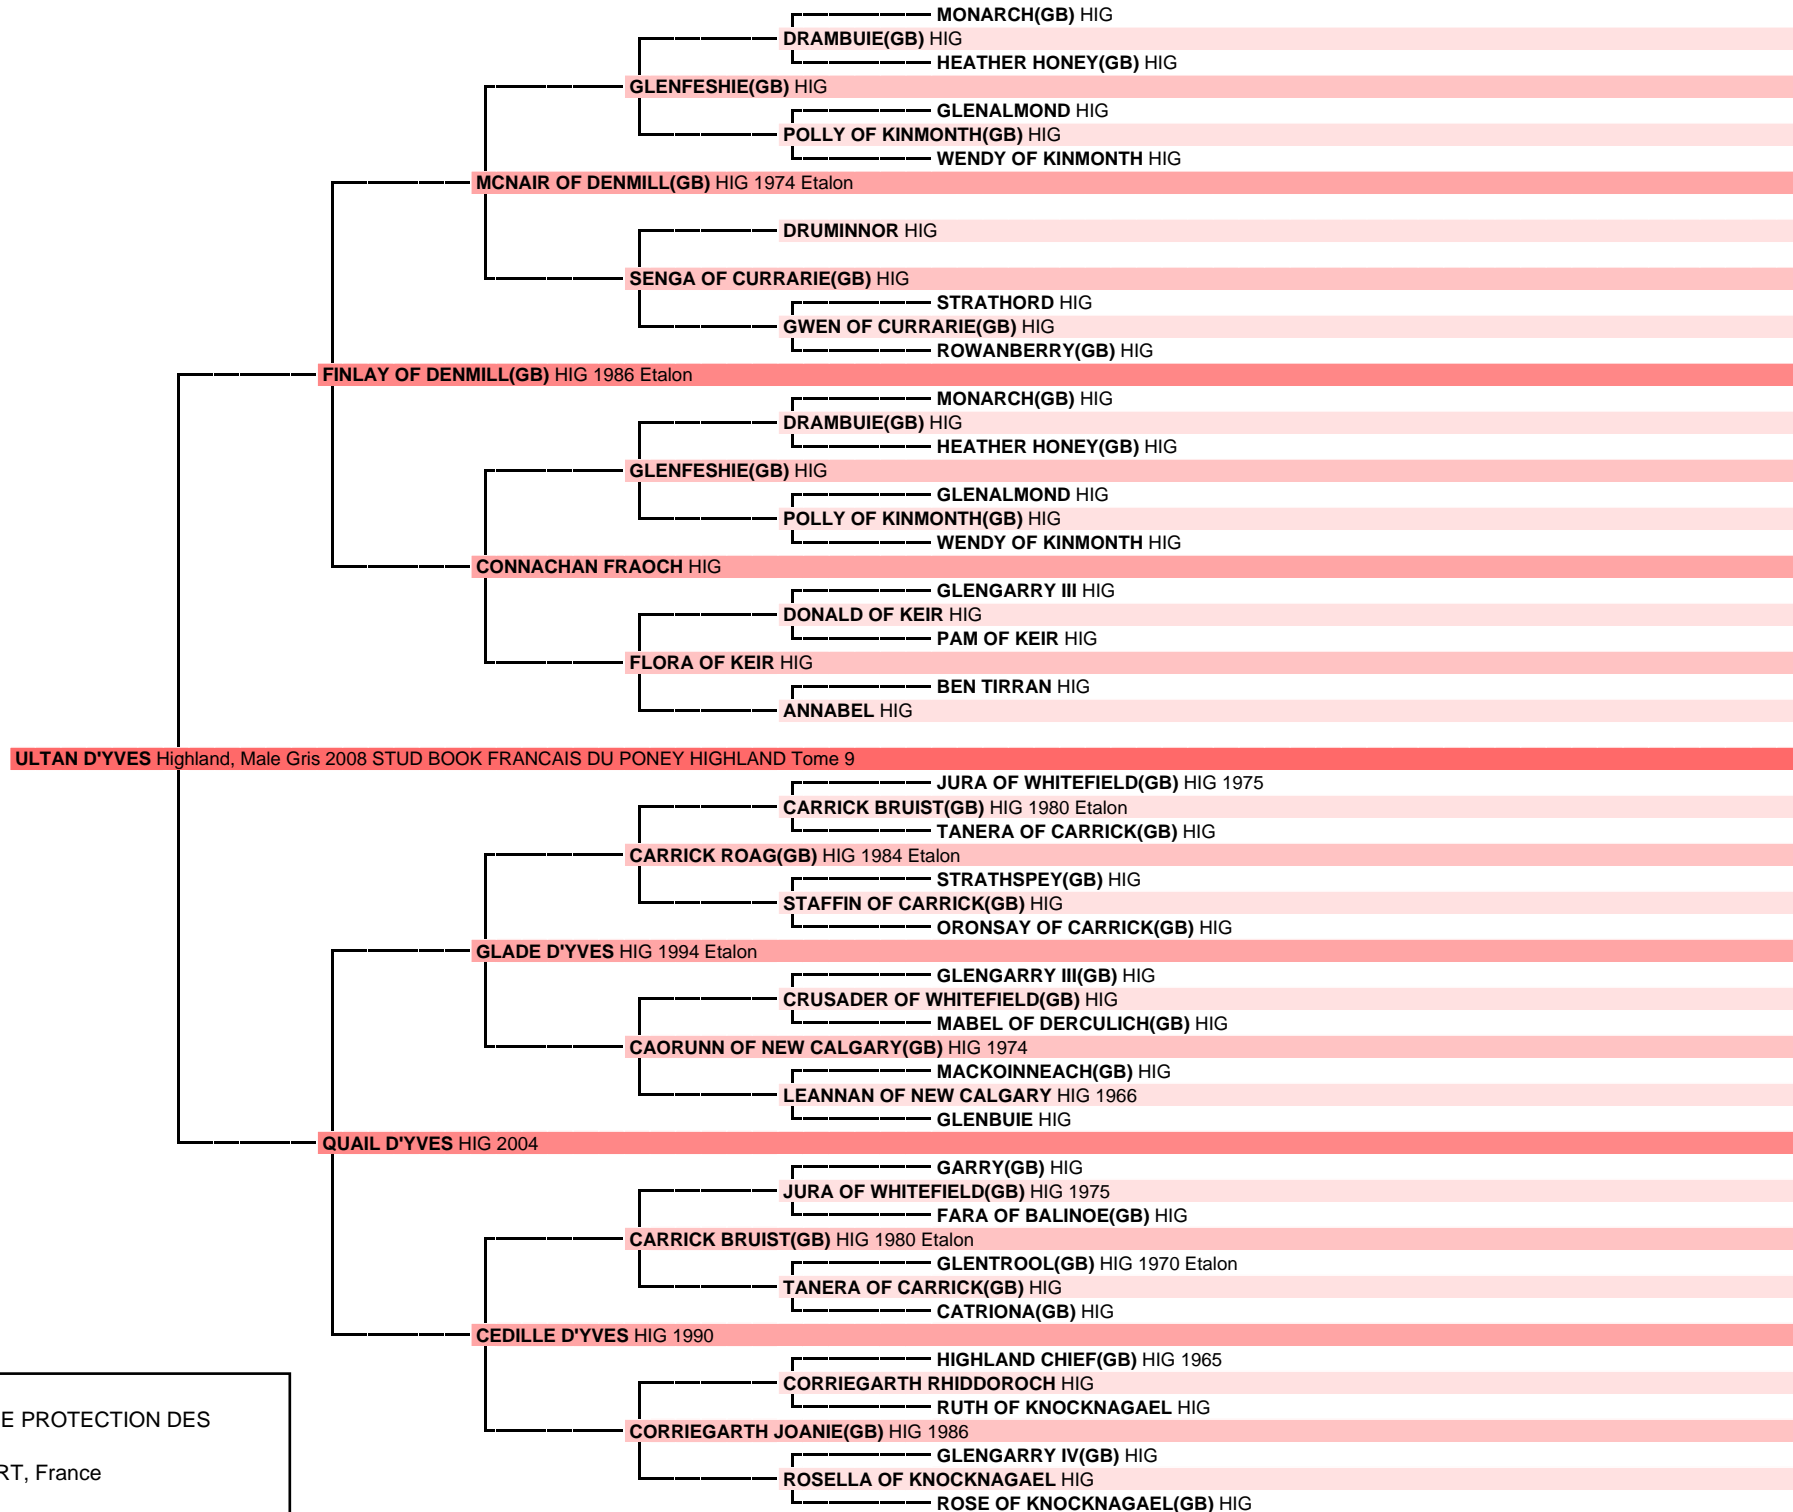 MONARCH(GB) HIG
DRAMBUIE(GB) HIG
HEATHER HONEY(GB) HIG
GLENFESHIE(GB) HIG
GLENALMOND HIG
POLLY OF KINMONTH(GB) HIG
WENDY OF KINMONTH HIG
MCNAIR OF DENMILL(GB) HIG 1974 Etalon
DRUMINNOR HIG
SENGA OF CURRARIE(GB) HIG
STRATHORD HIG
GWEN OF CURRARIE(GB) HIG
ROWANBERRY(GB) HIG
FINLAY OF DENMILL(GB) HIG 1986 Etalon
MONARCH(GB) HIG
DRAMBUIE(GB) HIG
HEATHER HONEY(GB) HIG
GLENFESHIE(GB) HIG
GLENALMOND HIG
POLLY OF KINMONTH(GB) HIG
WENDY OF KINMONTH HIG
CONNACHAN FRAOCH HIG
GLENGARRY III HIG
DONALD OF KEIR HIG
PAM OF KEIR HIG
FLORA OF KEIR HIG
BEN TIRRAN HIG
ANNABEL HIG
ULTAN D'YVES Highland, Male Gris 2008 STUD BOOK FRANCAIS DU PONEY HIGHLAND Tome 9
JURA OF WHITEFIELD(GB) HIG 1975
CARRICK BRUIST(GB) HIG 1980 Etalon
TANERA OF CARRICK(GB) HIG
CARRICK ROAG(GB) HIG 1984 Etalon
STRATHSPEY(GB) HIG
STAFFIN OF CARRICK(GB) HIG
ORONSAY OF CARRICK(GB) HIG
GLADE D'YVES HIG 1994 Etalon
GLENGARRY III(GB) HIG
CRUSADER OF WHITEFIELD(GB) HIG
MABEL OF DERCULICH(GB) HIG
CAORUNN OF NEW CALGARY(GB) HIG 1974
MACKOINNEACH(GB) HIG
LEANNAN OF NEW CALGARY HIG 1966
GLENBUIE HIG
QUAIL D'YVES HIG 2004
GARRY(GB) HIG
JURA OF WHITEFIELD(GB) HIG 1975
FARA OF BALINOE(GB) HIG
CARRICK BRUIST(GB) HIG 1980 Etalon
GLENTROOL(GB) HIG 1970 Etalon
TANERA OF CARRICK(GB) HIG
CATRIONA(GB) HIG
CEDILLE D'YVES HIG 1990
HIGHLAND CHIEF(GB) HIG 1965
CORRIEGARTH RHIDDOROCH HIG
RUTH OF KNOCKNAGAEL HIG
CORRIEGARTH JOANIE(GB) HIG 1986
GLENGARRY IV(GB) HIG
ROSELLA OF KNOCKNAGAEL HIG
ROSE OF KNOCKNAGAEL(GB) HIG
E PROTECTION DES
RT, France